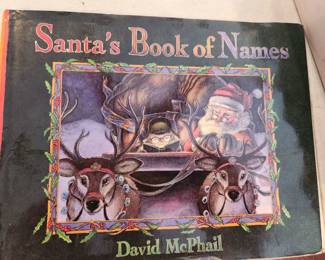 Santa's Book of Names
David McPhail